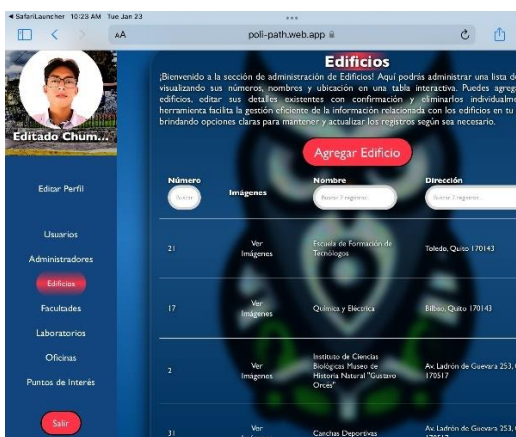 SafariLauncher 10:23 AM Tue Jan 23
AA
poli-path.web.app
Edificios
¡Bienvenido a la sección de administración de Edificios! Aquí podrás administrar una lista de
visualizando sus números, nombres y ubicación en una tabla interactiva. Puedes agrega
edificios, editar sus detalles existentes con confirmación y eliminarlos individualme
herramienta facilita la gestión eficiente de la información relacionada con los edificios en tu
brindando opciones claras para mantener y actualizar los registros según sea necesario.
Editado Chum...
Agregar Edificio
Editar Perfil
Usuarios
Administradores
Edificios
Facultades
Laboratorios
Oficinas
Puntos de Interés
Salir
Número Imágenes Nombre Dirección
Buscar Buscar registros... Buscar registros...
21 Ver Imágenes Escuela de Formación de Tecnólogos Toledo, Quito 170143
17 Ver Imágenes Química y Eléctrica Bilbao, Quito 170143
2 Ver Imágenes Instituto de Ciencias Biológicas Museo de Historia Natural "Gustavo Orcés" Av. Ladrón de Guevara 253, 170517
31 Ver Canchas Deportivas Av. Ladrón de Guevara 253,